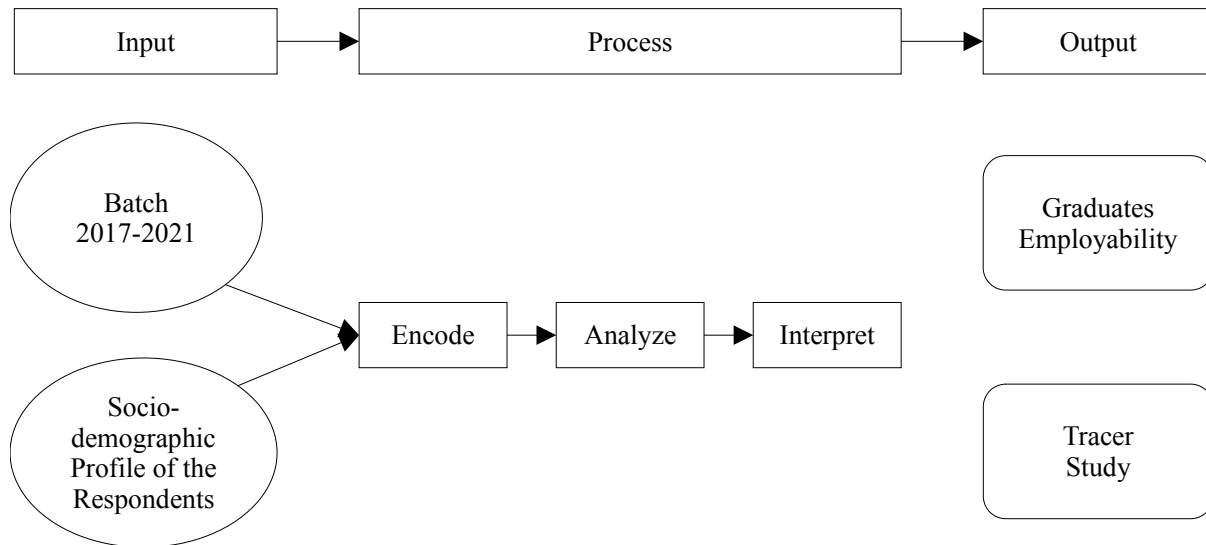 Input
Process
Output
Batch
2017-2021
Graduates
Employability
Encode
Analyze
Interpret
Socio-
demographic
Profile of the
Respondents
Tracer
Study